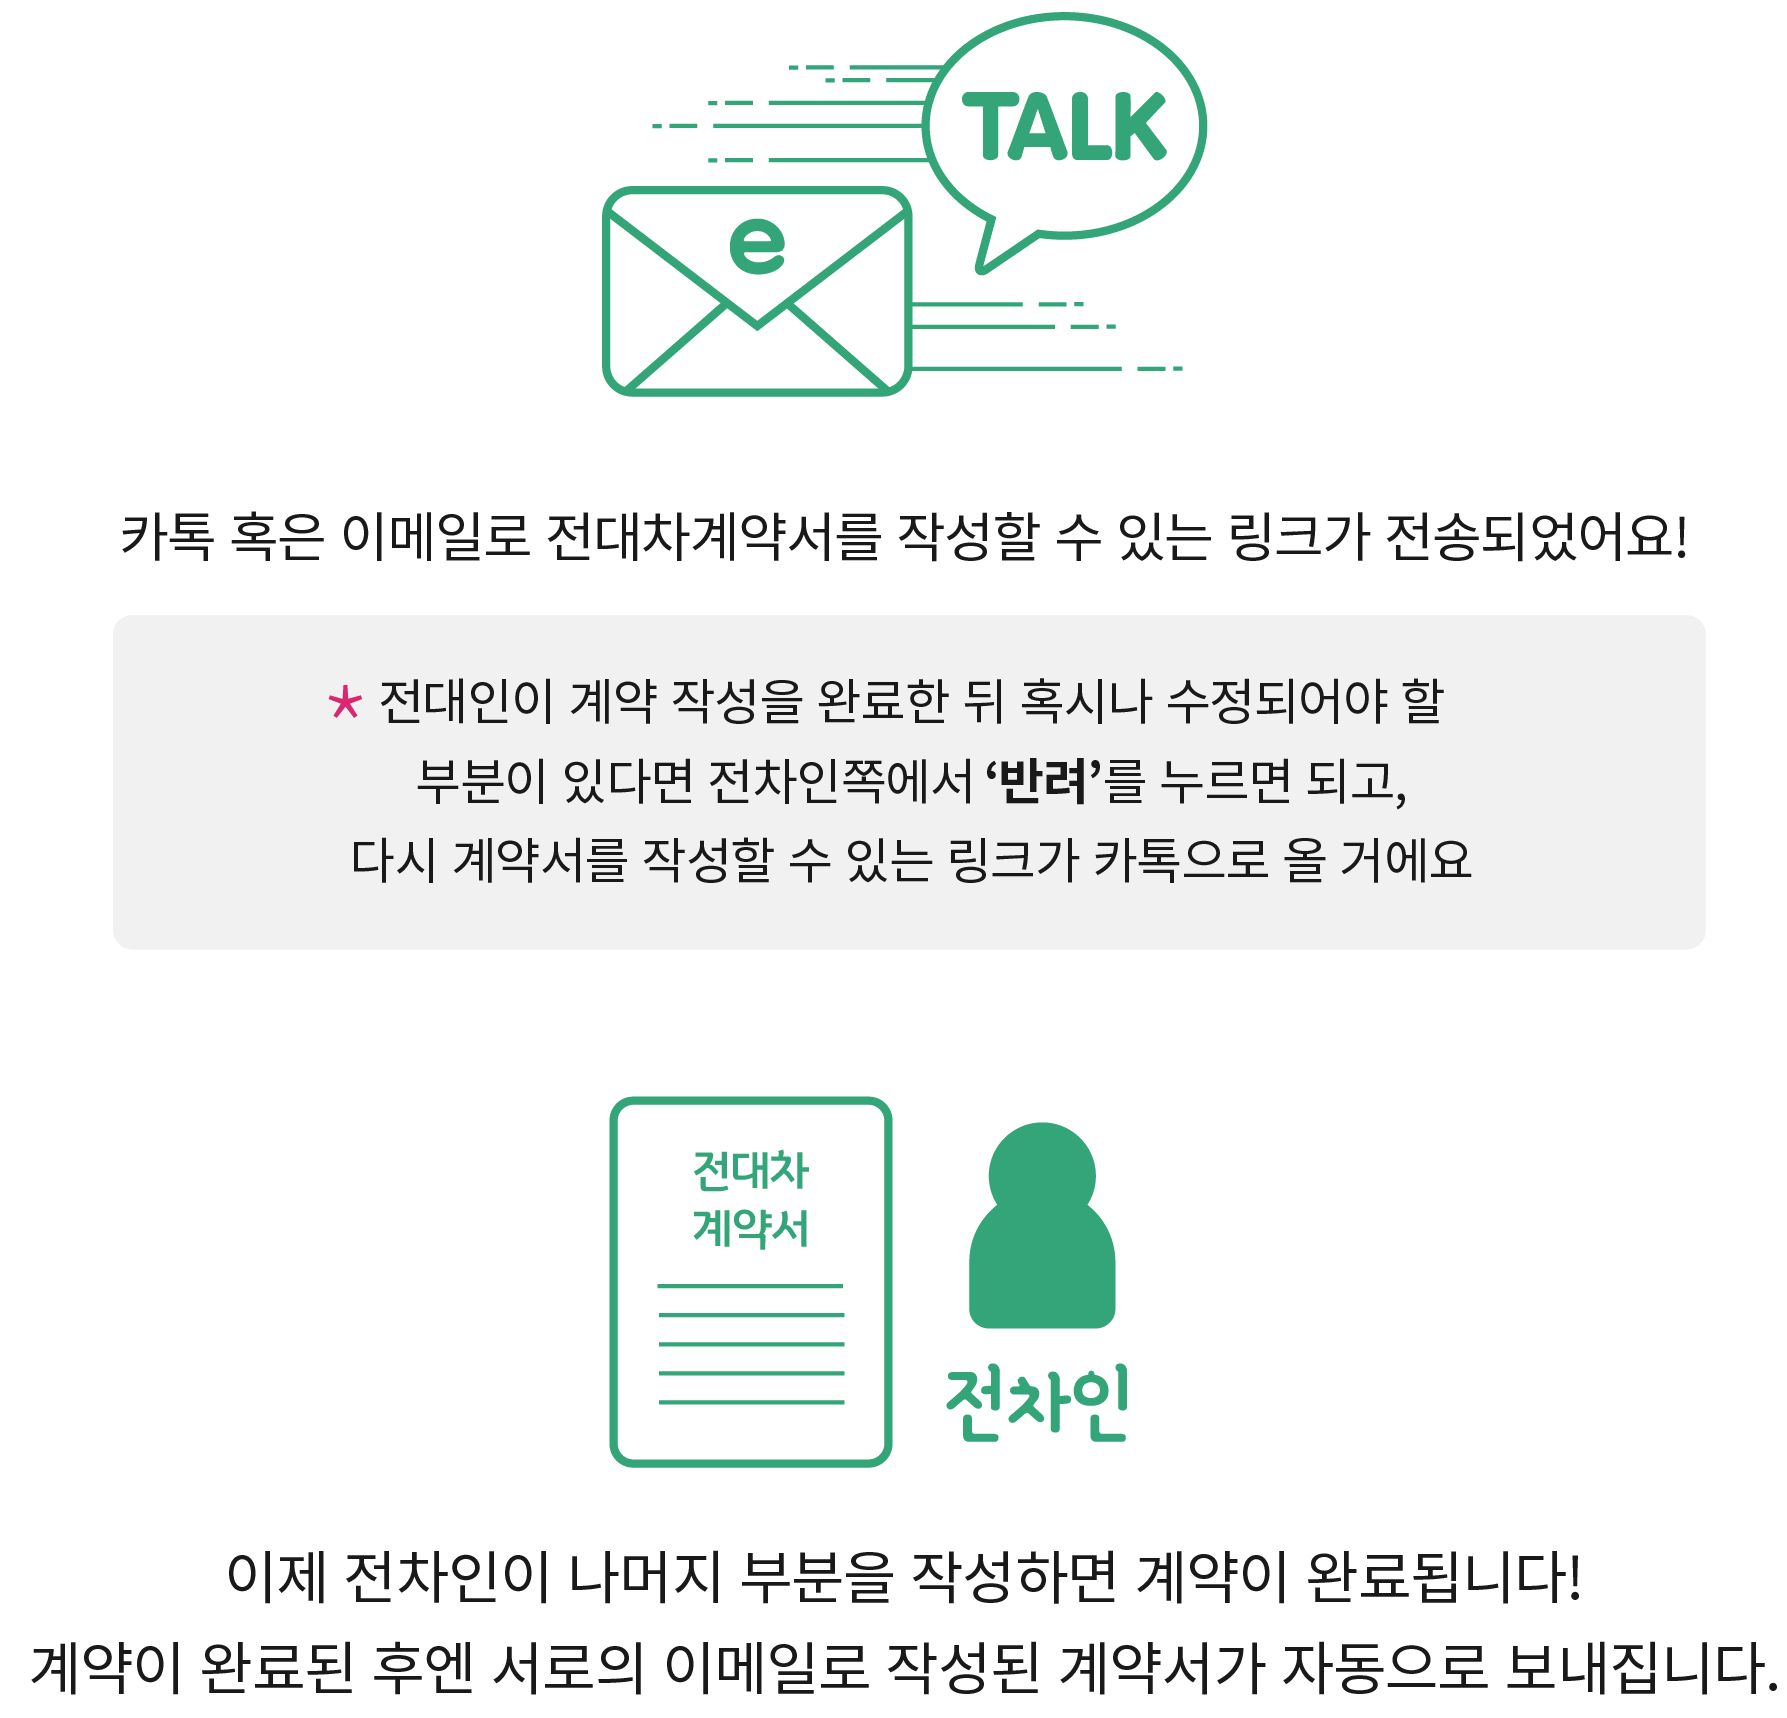 TALK
e
카톡 혹은 이메일로 전대차계약서를 작성할 수 있는 링크가 전송되었어요!
* 전대인이 계약 작성을 완료한 뒤 혹시나 수정되어야 할
부분이 있다면 전차인쪽에서 ‘반려’를 누르면 되고,
다시 계약서를 작성할 수 있는 링크가 카톡으로 올 거에요
전대차
계약서
전차인
이제 전차인이 나머지 부분을 작성하면 계약이 완료됩니다!
계약이 완료된 후엔 서로의 이메일로 작성된 계약서가 자동으로 보내집니다.